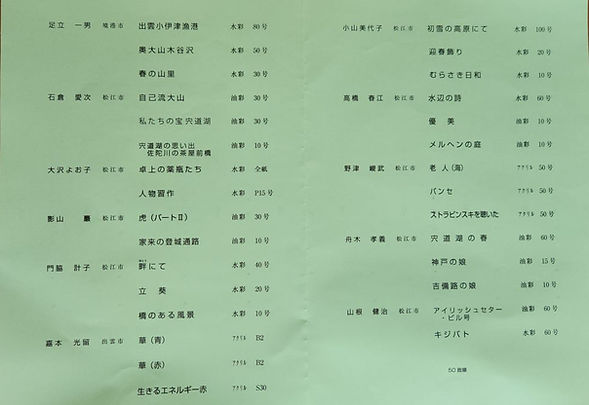 足立 一男 境港市 出雲小伊津漁港 水彩 80号
奥大山木谷沢 水彩 50号
春の山里 水彩 30号
石倉 愛次 松江市 自己流大山 油彩 30号
私たちの宝宍道湖 油彩 30号
宍道湖の思い出 油彩 10号
佐陀川の茶屋前橋
大沢よお子 松江市 卓上の薬瓶たち 水彩 全紙
人物習作 水彩 P15号
影山 巖 松江市 虎(パートⅡ) 油彩 30号
家来の登城通路 油彩 10号
門脇 計子 松江市 畔にて 水彩 40号
立 葵 水彩 20号
橋のある風景 水彩 10号
嘉本 光留 出雲市 華(青) アクリル B2
華(赤) アクリル B2
生きるエネルギー赤 アクリル S30
小山美代子 松江市 初雪の高原にて 水彩 100号
迎春飾り 水彩 20号
むらさき日和 水彩 10号
高橋 春江 松江市 水辺の詩 水彩 60号
優 美 油彩 10号
メルヘンの庭 油彩 10号
野津 峻武 松江市 老人(海) アクリル 50号
パンセ アクリル 50号
ストラビンスキを聴いた アクリル 50号
舟木 孝義 松江市 宍道湖の春 油彩 60号
神戸の娘 油彩 15号
吉備路の娘 油彩 10号
山根 健治 松江市 アイリッシュセター 油彩 60号
・ビル号
キジバト 水彩 60号